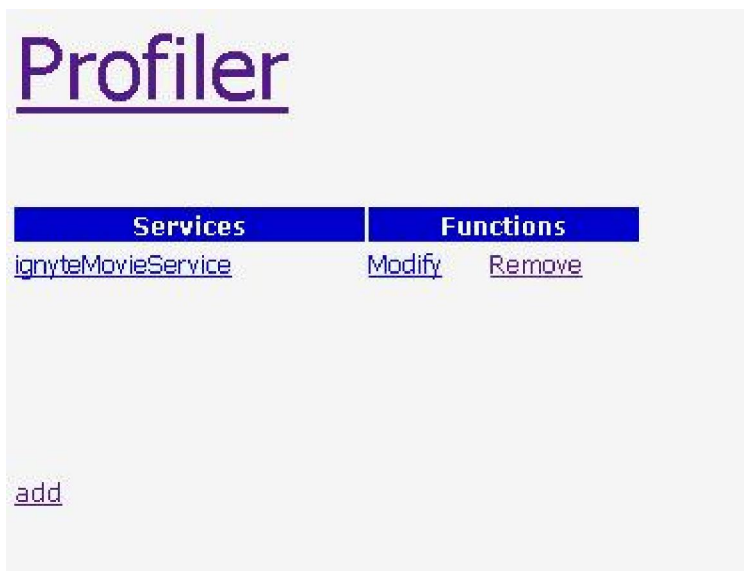 Profiler
Services Functions
ignyteMovieService Modify Remove
add